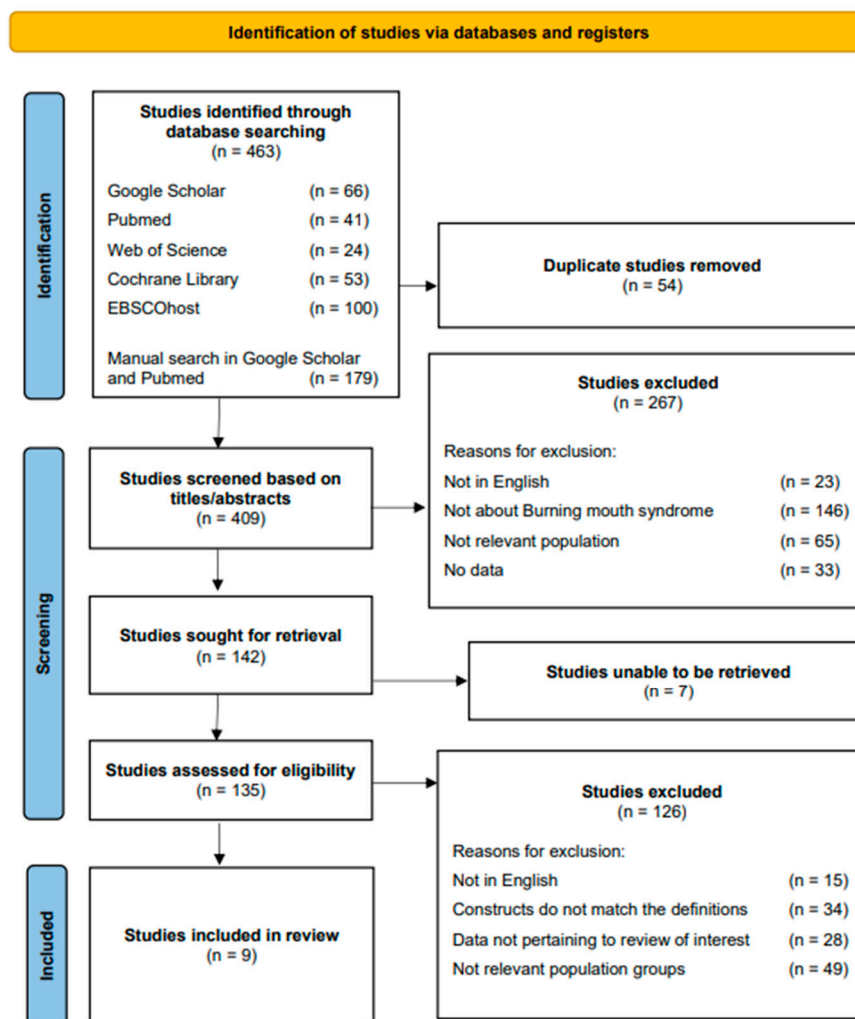 Identification of studies via databases and registers
Identification
Studies identified through
database searching
(n = 463)
Google Scholar (n = 66)
Pubmed (n = 41)
Web of Science (n = 24)
Cochrane Library (n = 53)
EBSCOhost (n = 100)
Manual search in Google Scholar
and Pubmed (n = 179)
Duplicate studies removed
(n = 54)
Screening
Studies screened based on
titles/abstracts
(n = 409)
Studies excluded
(n = 267)
Reasons for exclusion:
Not in English (n = 23)
Not about Burning mouth syndrome (n = 146)
Not relevant population (n = 65)
No data (n = 33)
Studies sought for retrieval
(n = 142)
Studies unable to be retrieved
(n = 7)
Studies assessed for eligibility
(n = 135)
Studies excluded
(n = 126)
Reasons for exclusion:
Not in English (n = 15)
Constructs do not match the definitions (n = 34)
Data not pertaining to review of interest (n = 28)
Not relevant population groups (n = 49)
Included
Studies included in review
(n = 9)